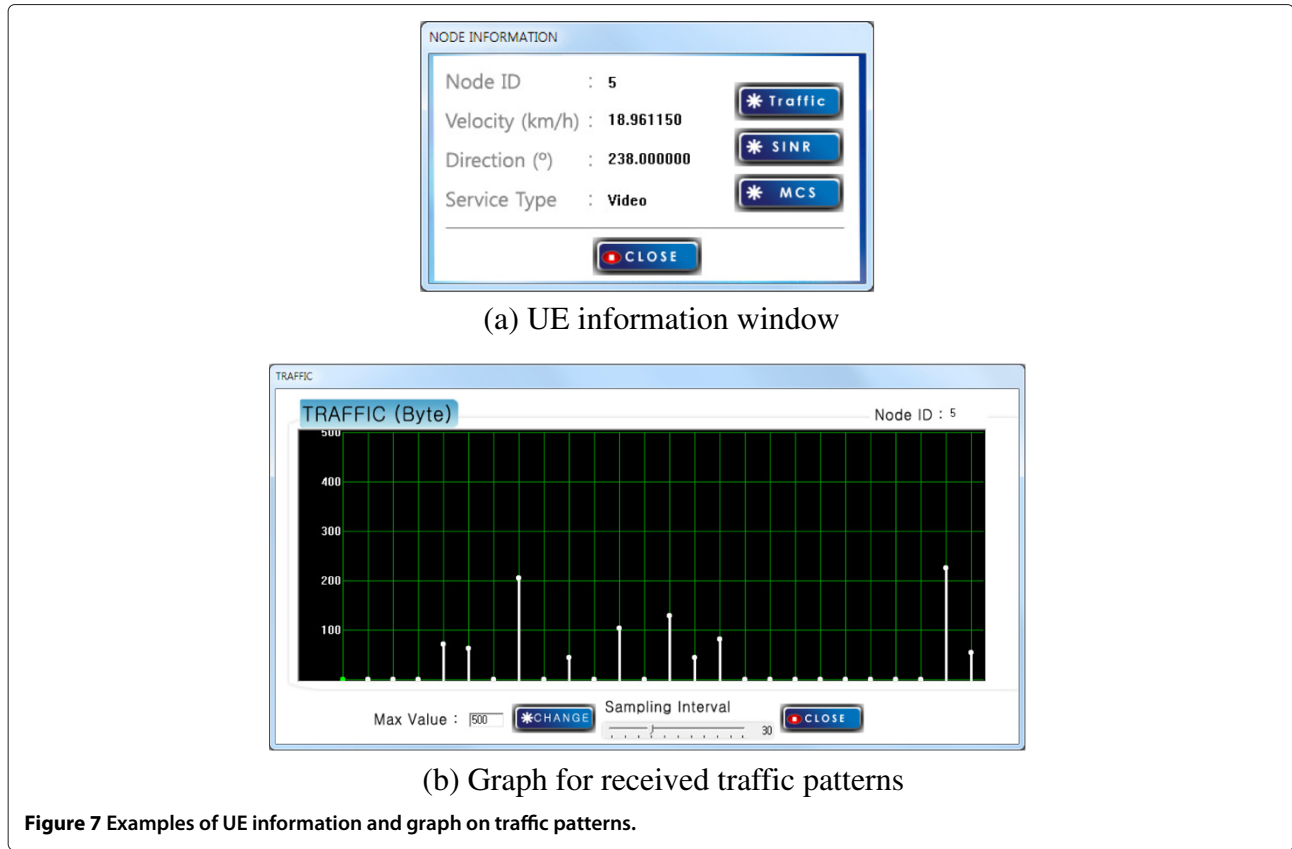 NODE INFORMATION
Node ID : 5
Traffic
Velocity (km/h) : 18.961150
SINR
Direction (º) : 238.000000
MCS
Service Type : Video
CLOSE
(a) UE information window
TRAFFIC
TRAFFIC (Byte)
Node ID : 5
500
400
300
200
100
Max Value : 500
CHANGE
Sampling Interval
30
CLOSE
(b) Graph for received traffic patterns
Figure 7 Examples of UE information and graph on traffic patterns.